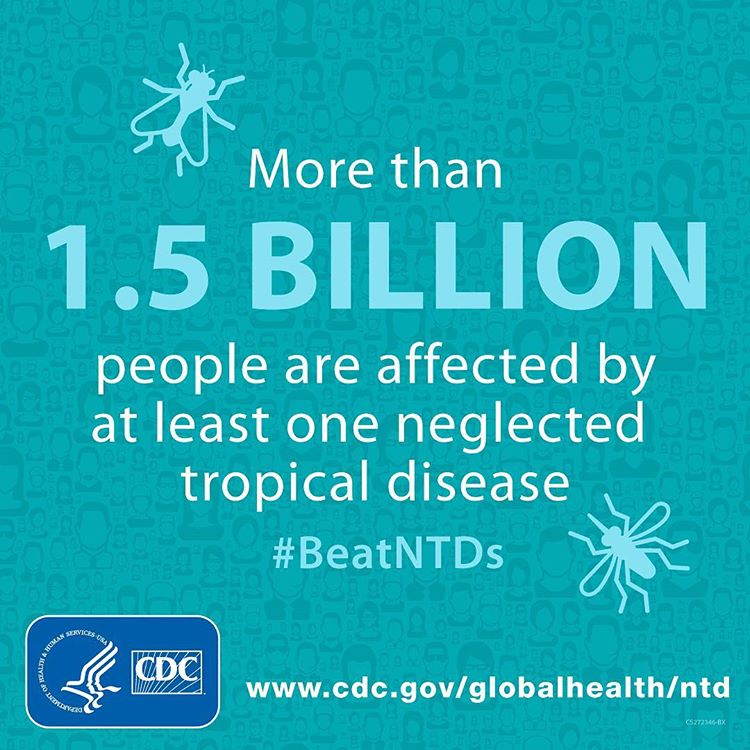 More than
1.5 BILLION
people are affected by
at least one neglected
tropical disease
#BeatNTDs
DEPARTMENT OF HEALTH & HUMAN SERVICES·USA
CDC
www.cdc.gov/globalhealth/ntd
CS272346-BX